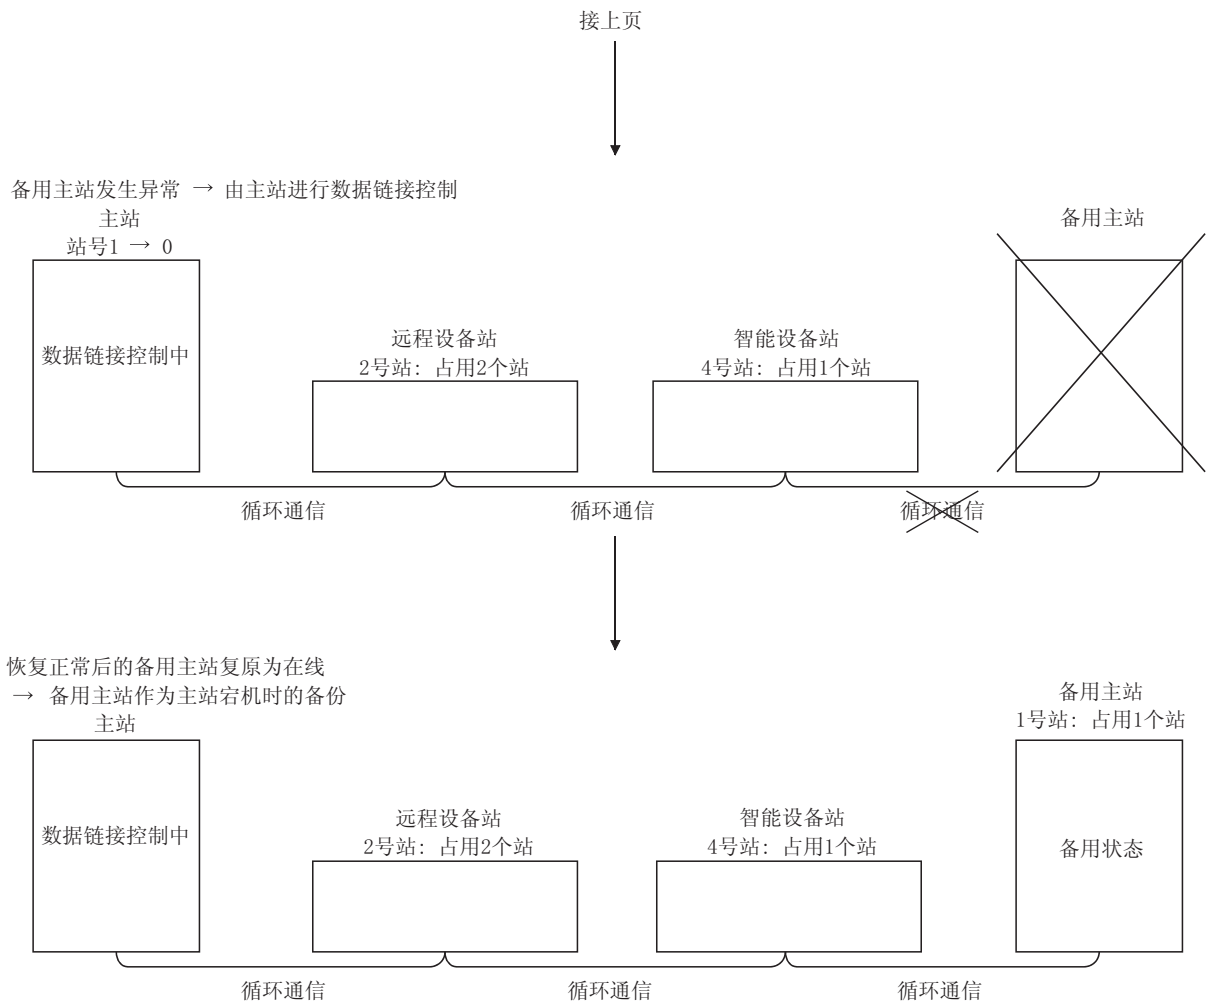 接上页
备用主站发生异常 → 由主站进行数据链接控制
主站
站号1 → 0
备用主站
数据链接控制中
远程设备站
2号站: 占用2个站
智能设备站
4号站: 占用1个站
循环通信
循环通信
循环通信
恢复正常后的备用主站复原为在线
→ 备用主站作为主站宕机时的备份
主站
备用主站
1号站: 占用1个站
数据链接控制中
远程设备站
2号站: 占用2个站
智能设备站
4号站: 占用1个站
备用状态
循环通信
循环通信
循环通信